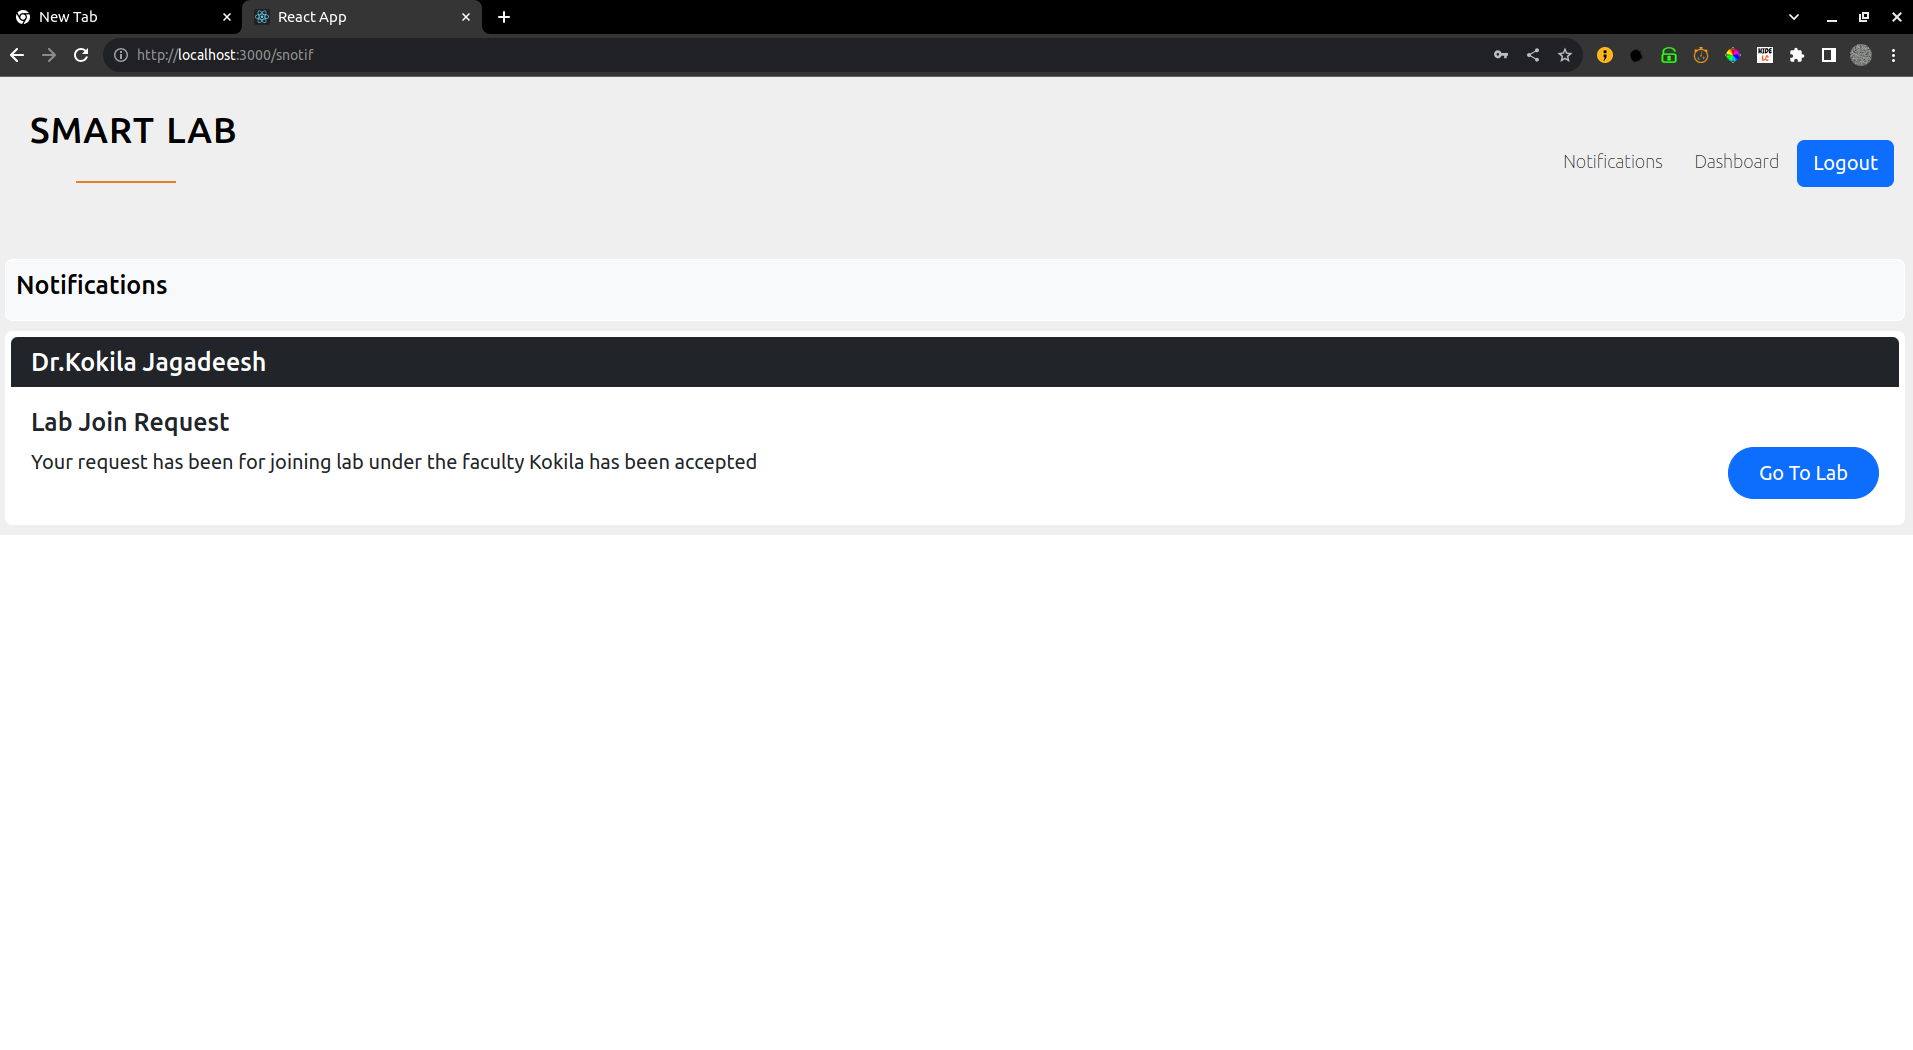 New Tab
React App
http://localhost:3000/snotif
SMART LAB
Notifications Dashboard Logout
Notifications
Dr.Kokila Jagadeesh
Lab Join Request
Your request has been for joining lab under the faculty Kokila has been accepted
Go To Lab